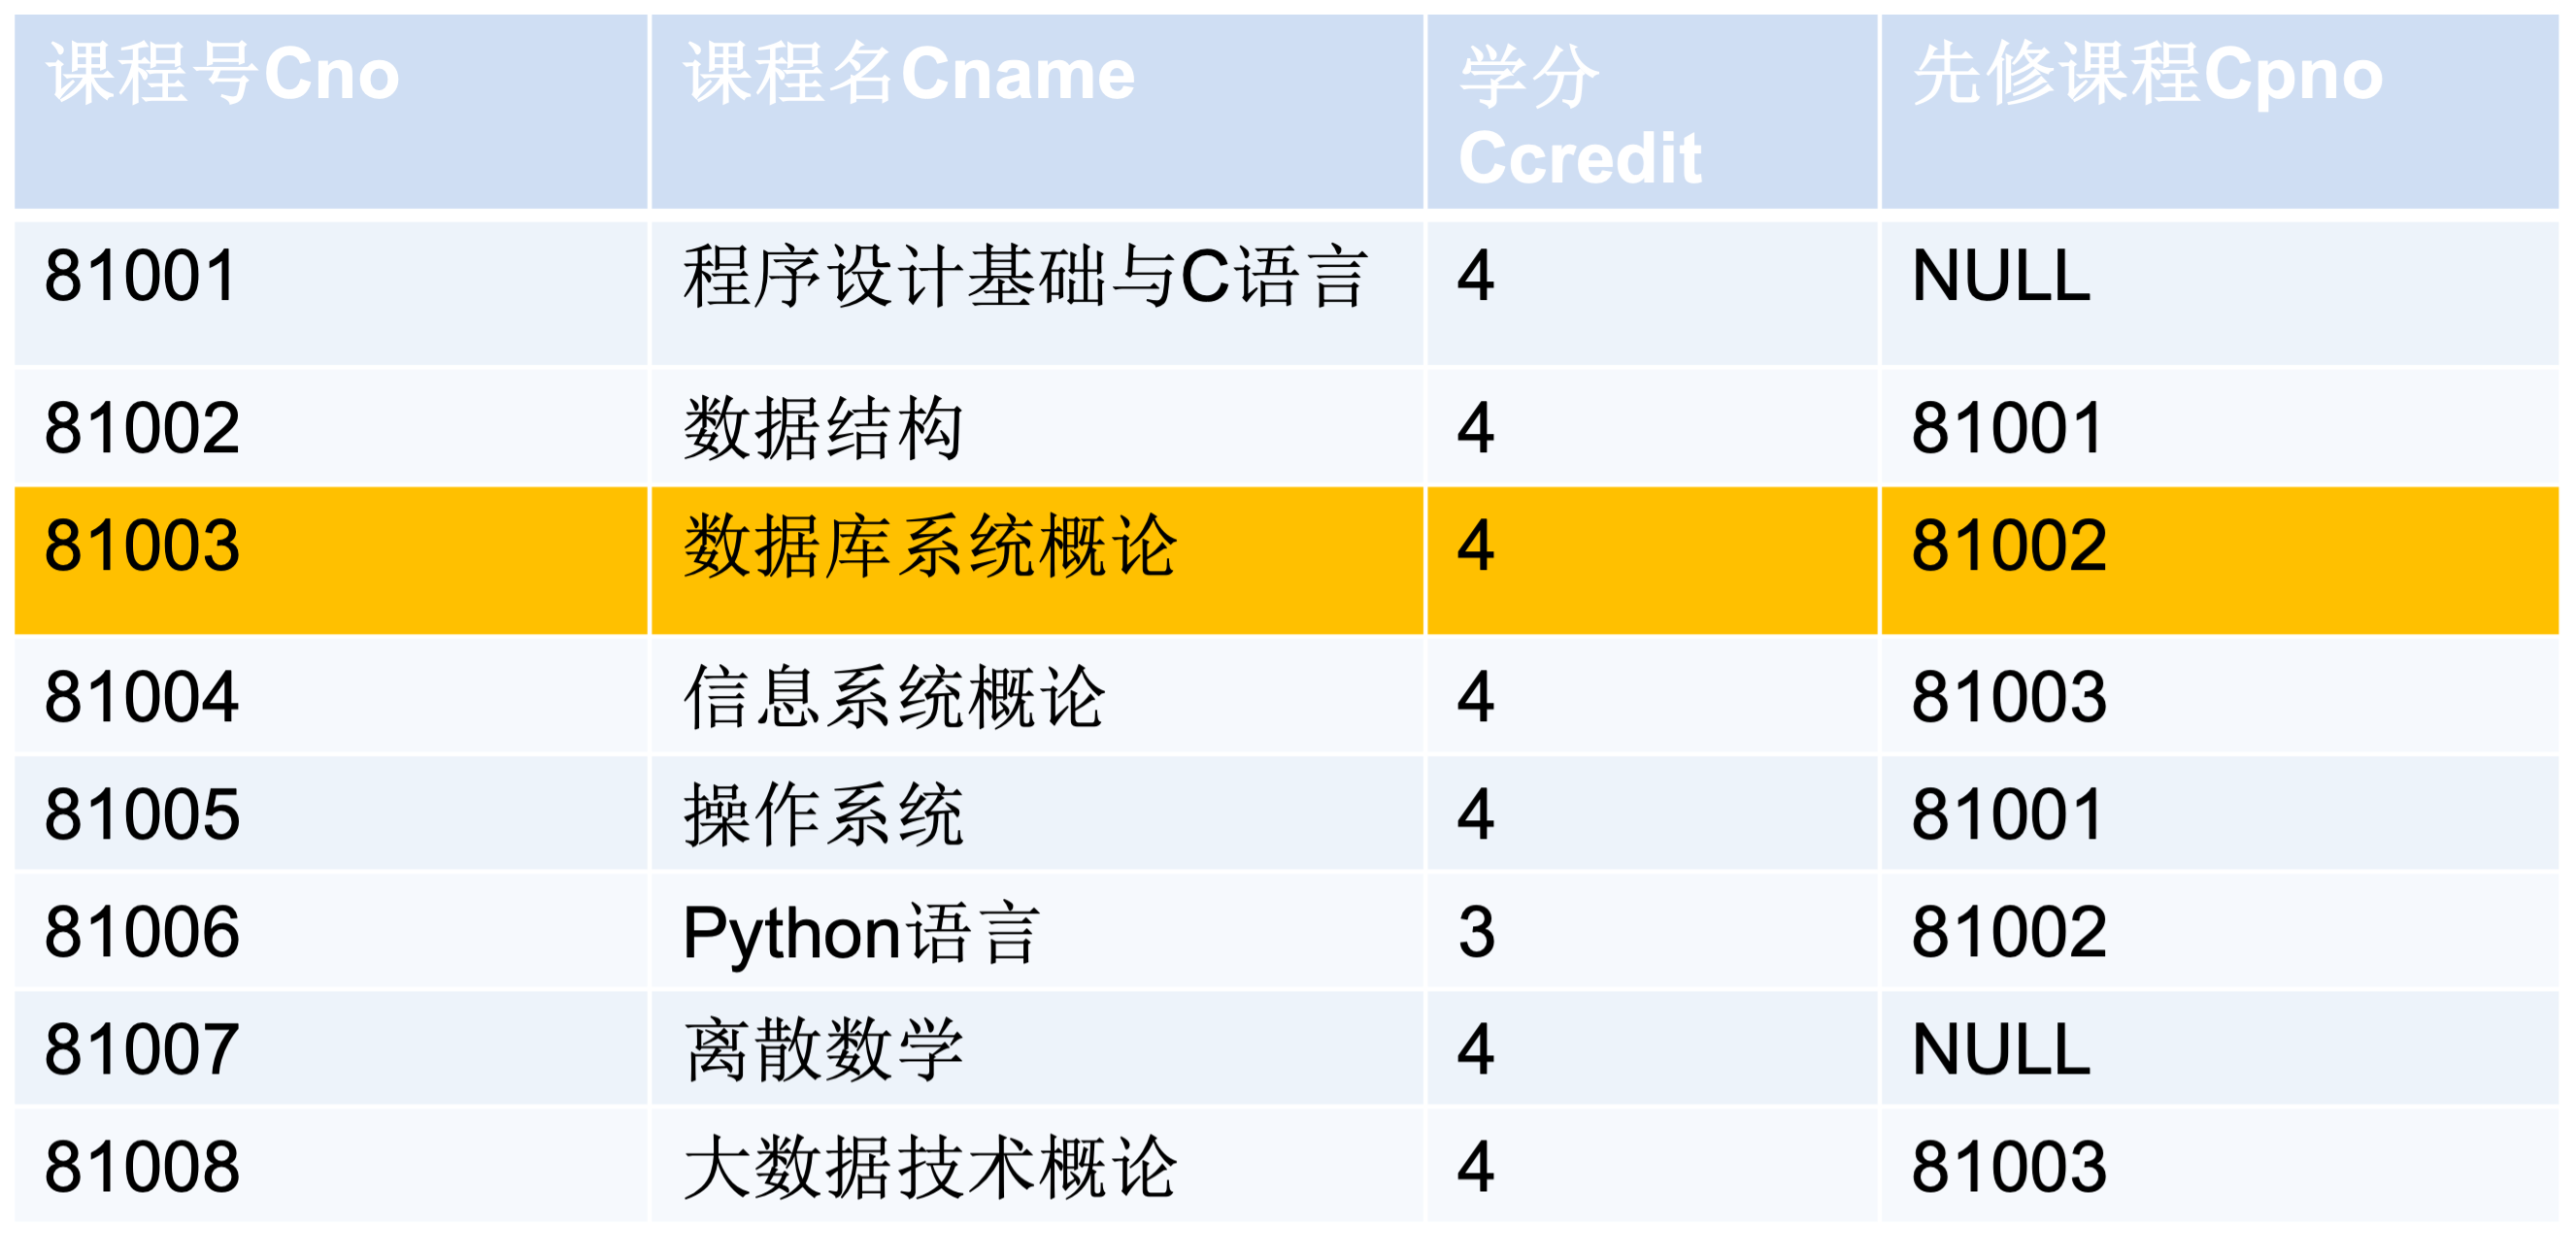 课程号Cno 课程名Cname 学分 先修课程Cpno
Ccredit
81001 程序设计基础与C语言 4 NULL
81002 数据结构 4 81001
81003 数据库系统概论 4 81002
81004 信息系统概论 4 81003
81005 操作系统 4 81001
81006 Python语言 3 81002
81007 离散数学 4 NULL
81008 大数据技术概论 4 81003